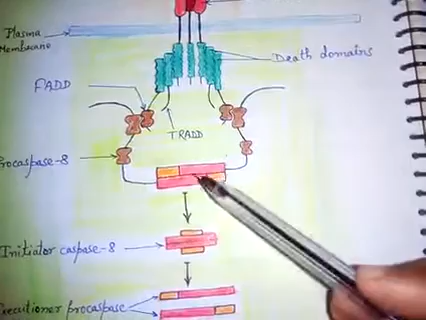 Plasma
Membrane
Death domains
FADD
TRADD
Procaspase-8
Initiator caspase-8
Executioner procaspase